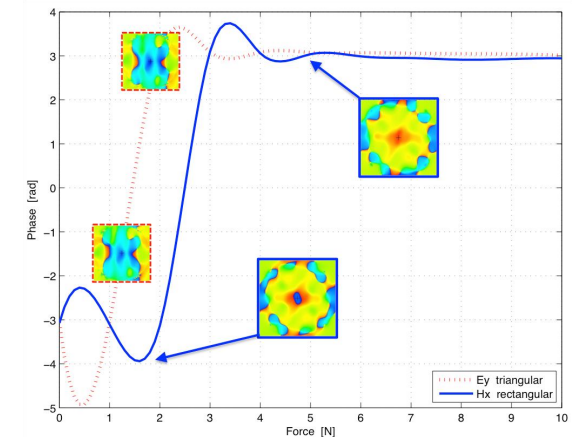 4
3
2
1
0
−1
−2
−3
−4
−5
Phase [rad]
0 1 2 3 4 5 6 7 8 9 10
Force [N]
Ey triangular
Hx rectangular